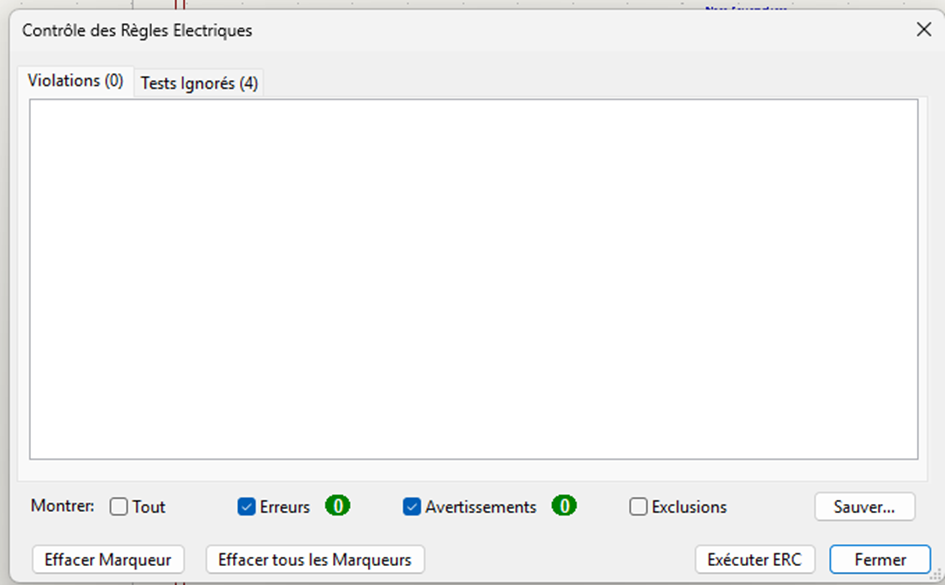 Contrôle des Règles Electriques
Violations (0)
Tests Ignorés (4)
Montrer:
Tout
Erreurs
0
Avertissements
0
Exclusions
Sauver...
Effacer Marqueur
Effacer tous les Marqueurs
Exécuter ERC
Fermer